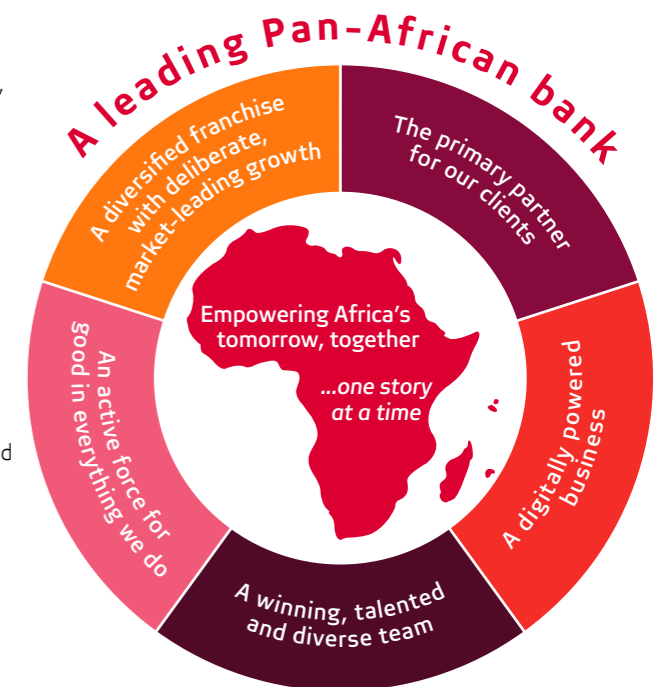 A leading Pan-African bank
A diversified franchise
with deliberate,
market-leading growth
The primary partner
for our clients
A digitally powered
business
A winning, talented
and diverse team
An active force for
good in everything we do
Empowering Africa's
tomorrow, together
...one story
at a time